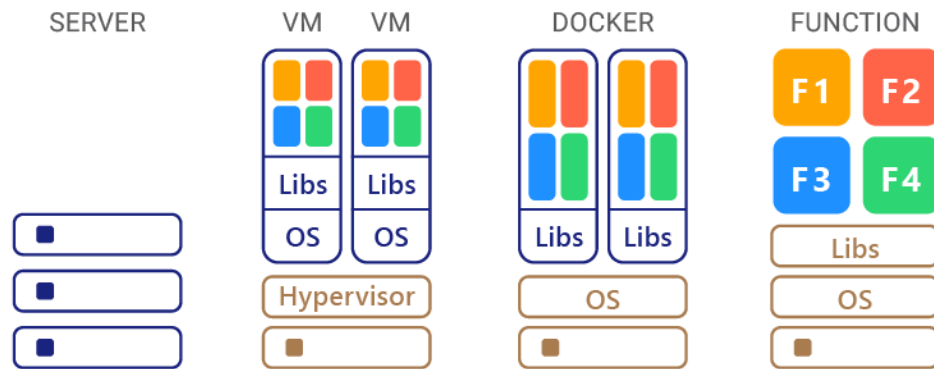 SERVER
VM VM
DOCKER
FUNCTION
F1 F2
F3 F4
Libs Libs
OS OS
Hypervisor
Libs Libs
OS
Libs
OS